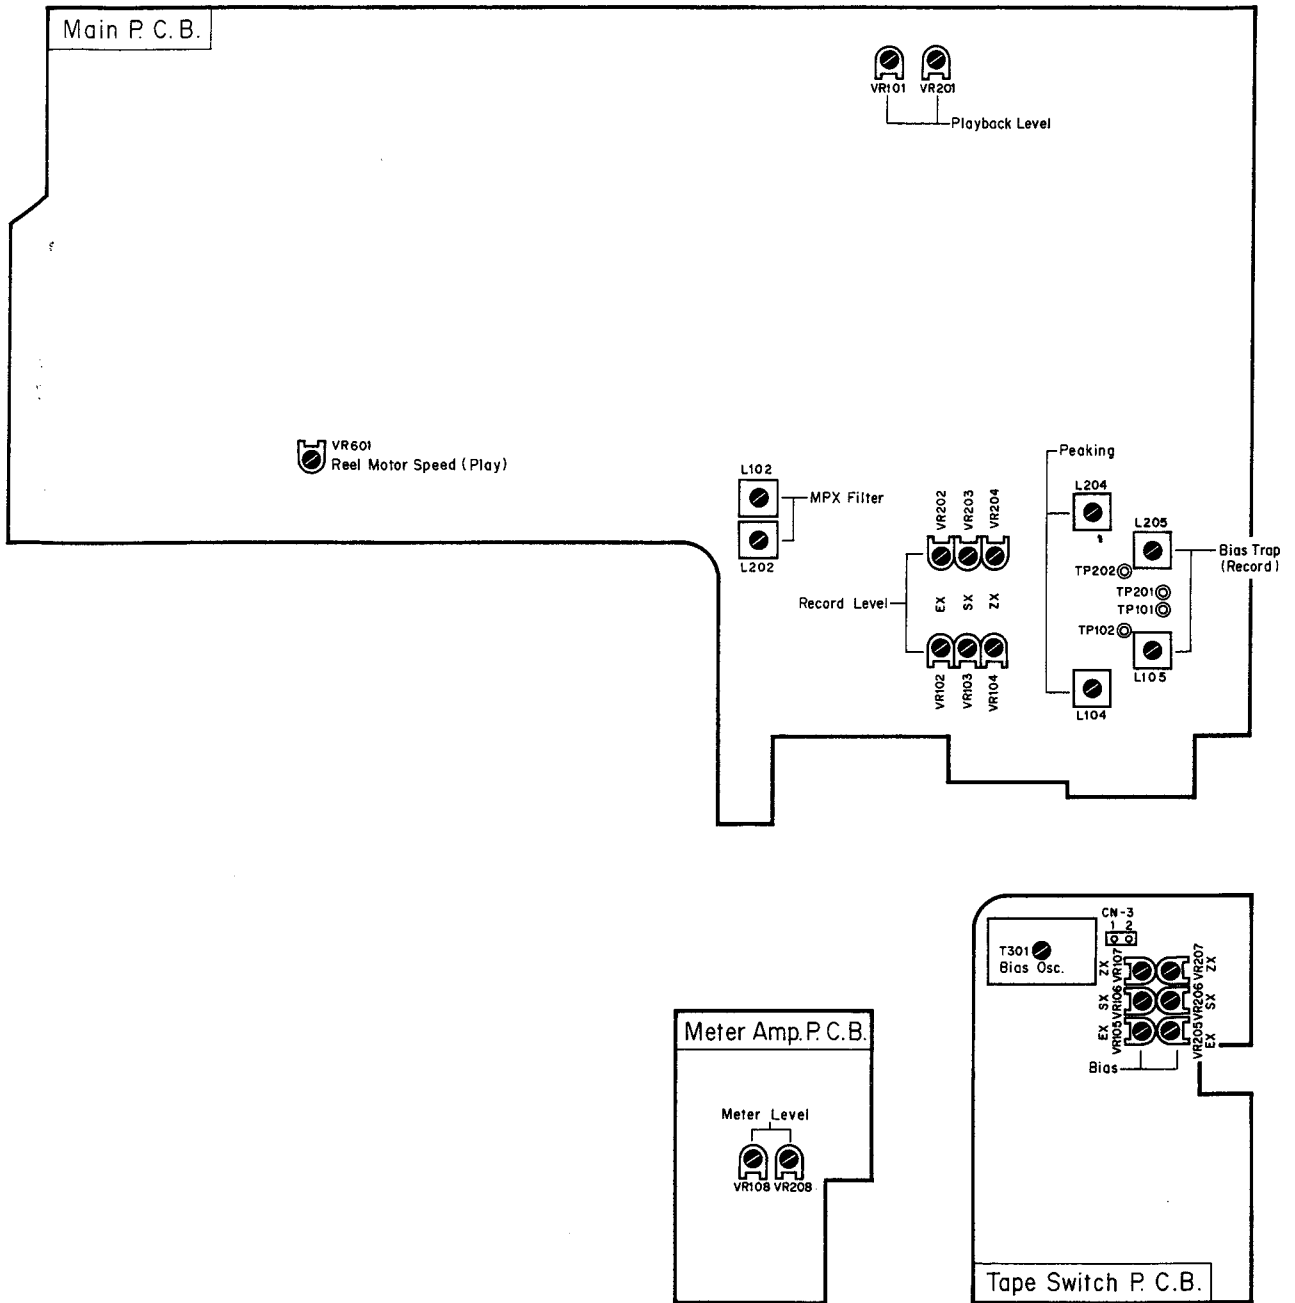 Main P. C. B.
VR101 VR201
Playback Level
VR601
Reel Motor Speed (Play)
L102
MPX Filter
L202
VR202 VR203 VR204
Record Level
EX SX ZX
VR102 VR103 VR104
Peaking
L204
L205
Bias Trap
(Record)
TP202
TP201
TP101
TP102
L105
L104
CN-3
1 2
T301
Bias Osc.
ZX VR107 VR207 ZX
SX VR106 VR206 SX
EX VR105 VR205 EX
Bias
Tape Switch P. C. B.
Meter Amp. P. C. B.
Meter Level
VR108 VR208